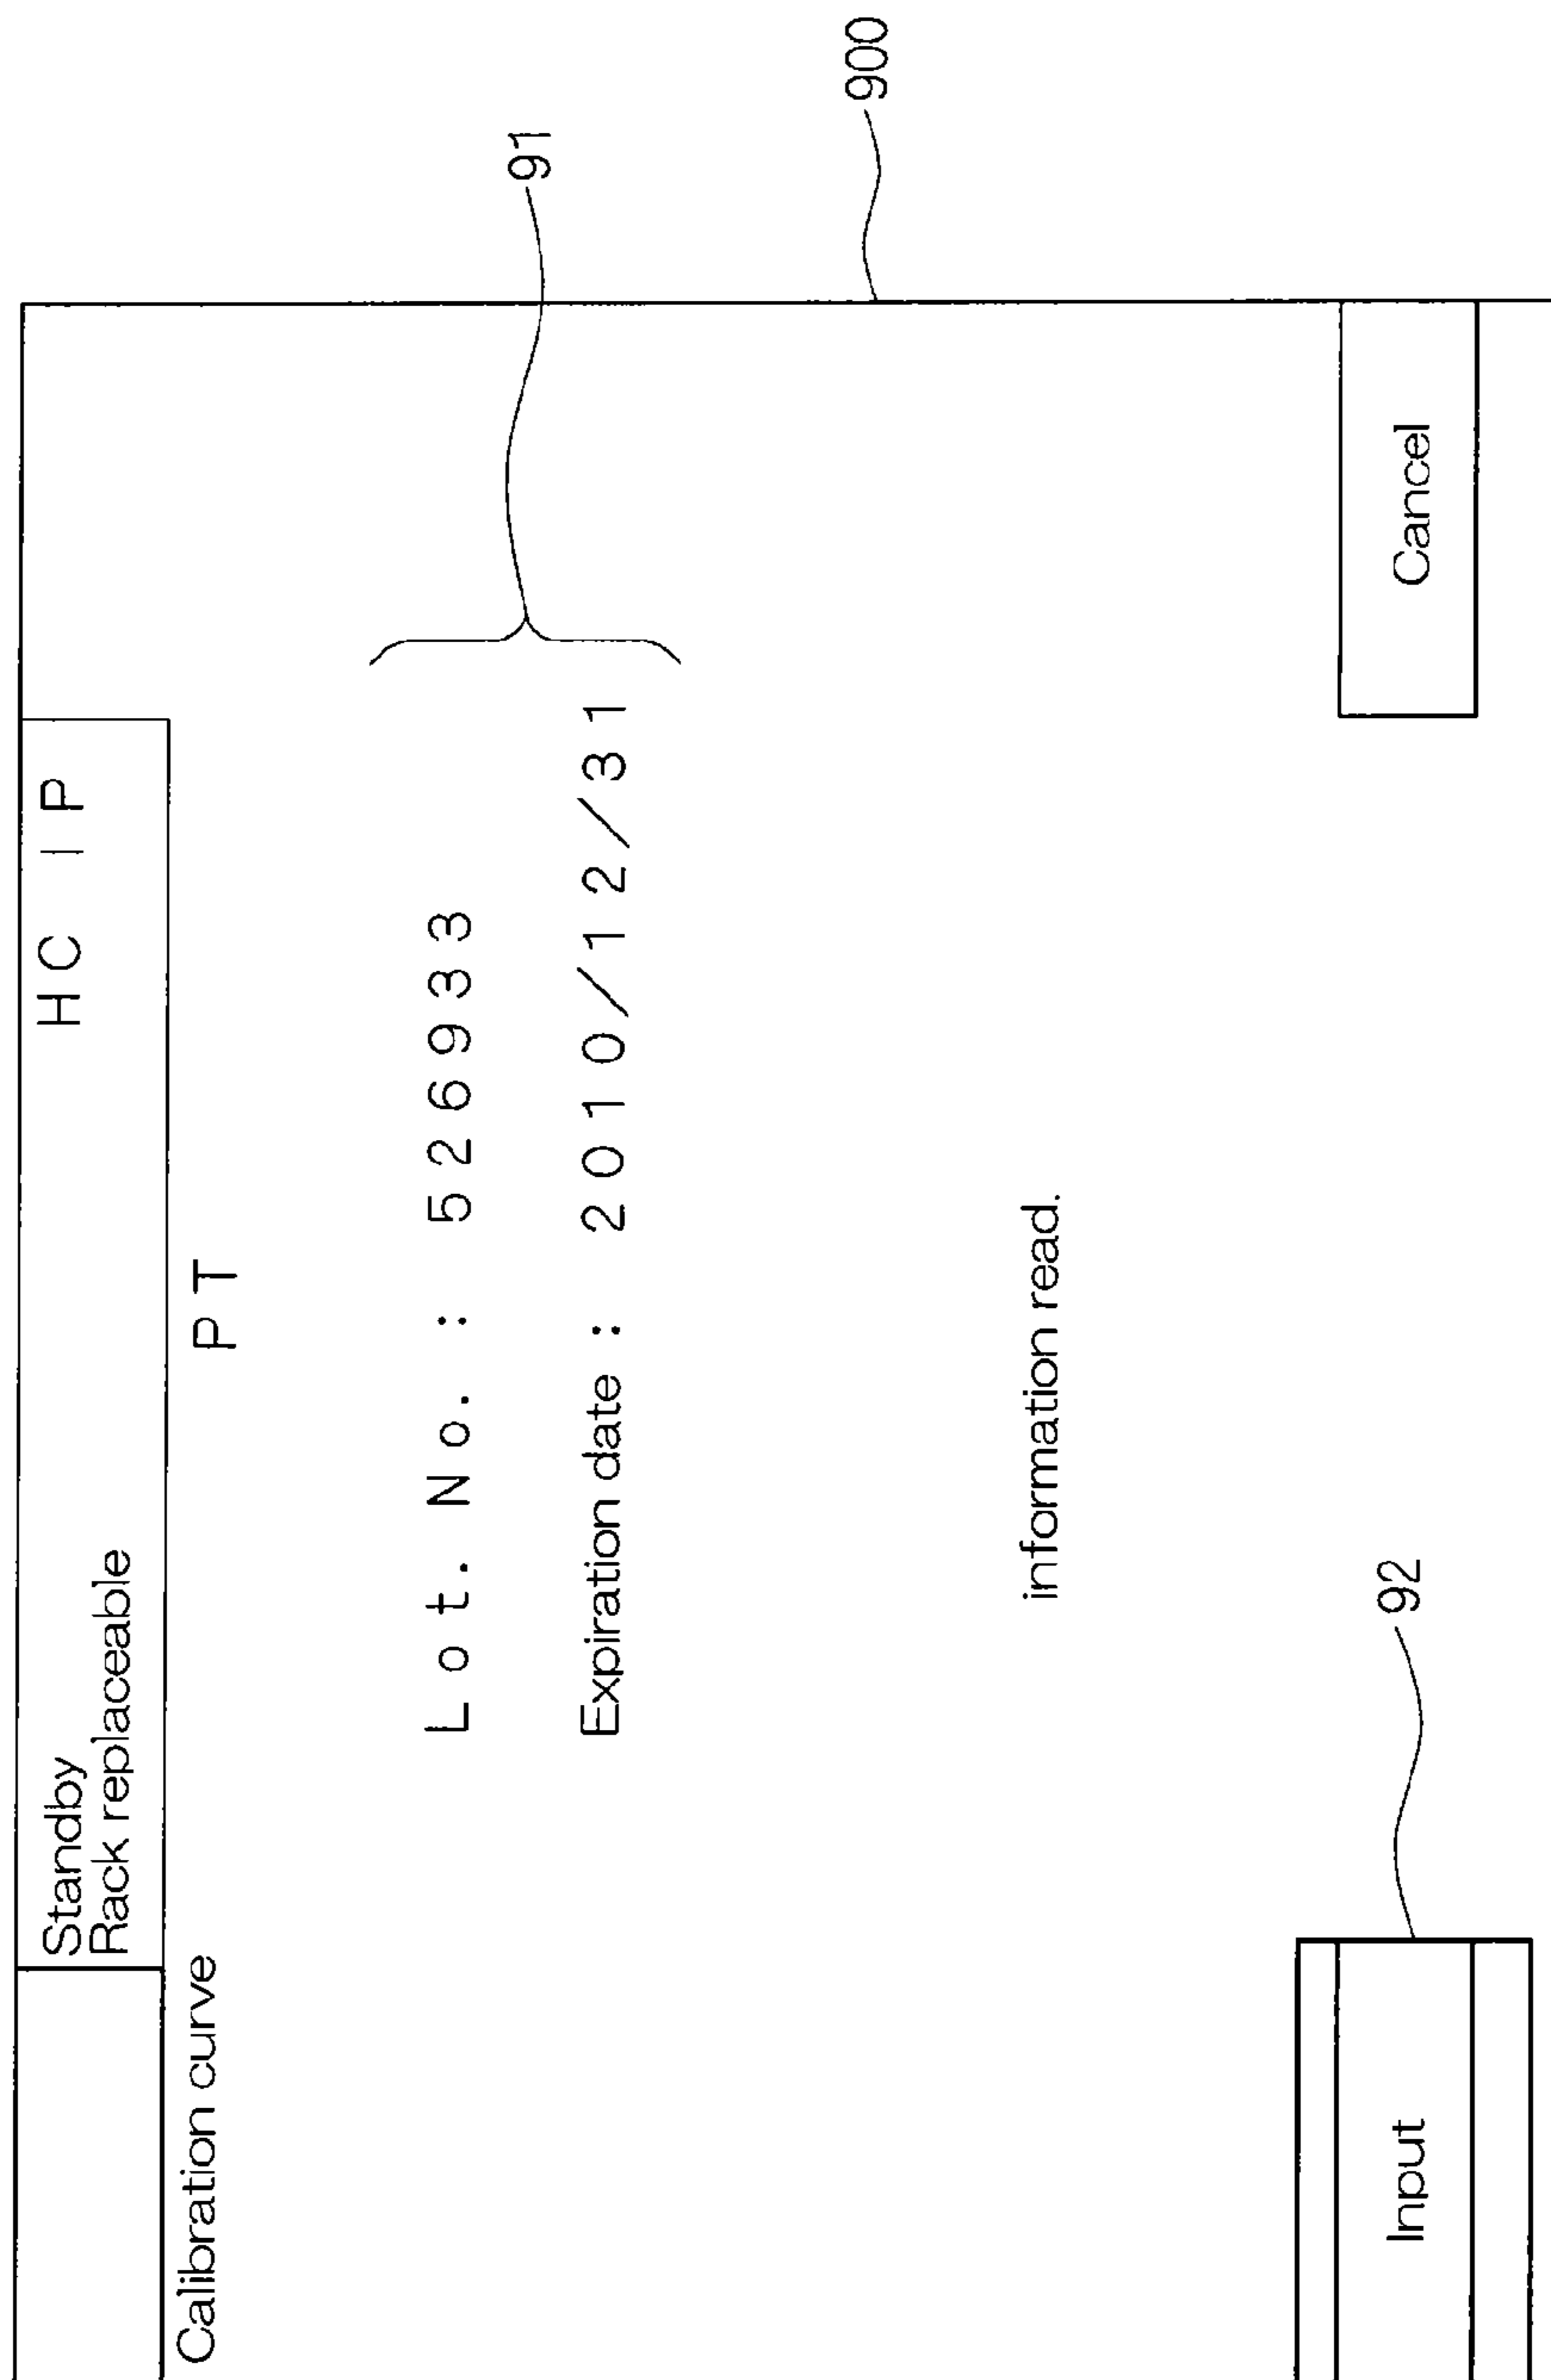 Standby
Rack replaceable
HC IP
Calibration curve
PT
Lot. No. : 526933
Expiration date : 2010/12/31
91
information read.
900
92
Input
Cancel